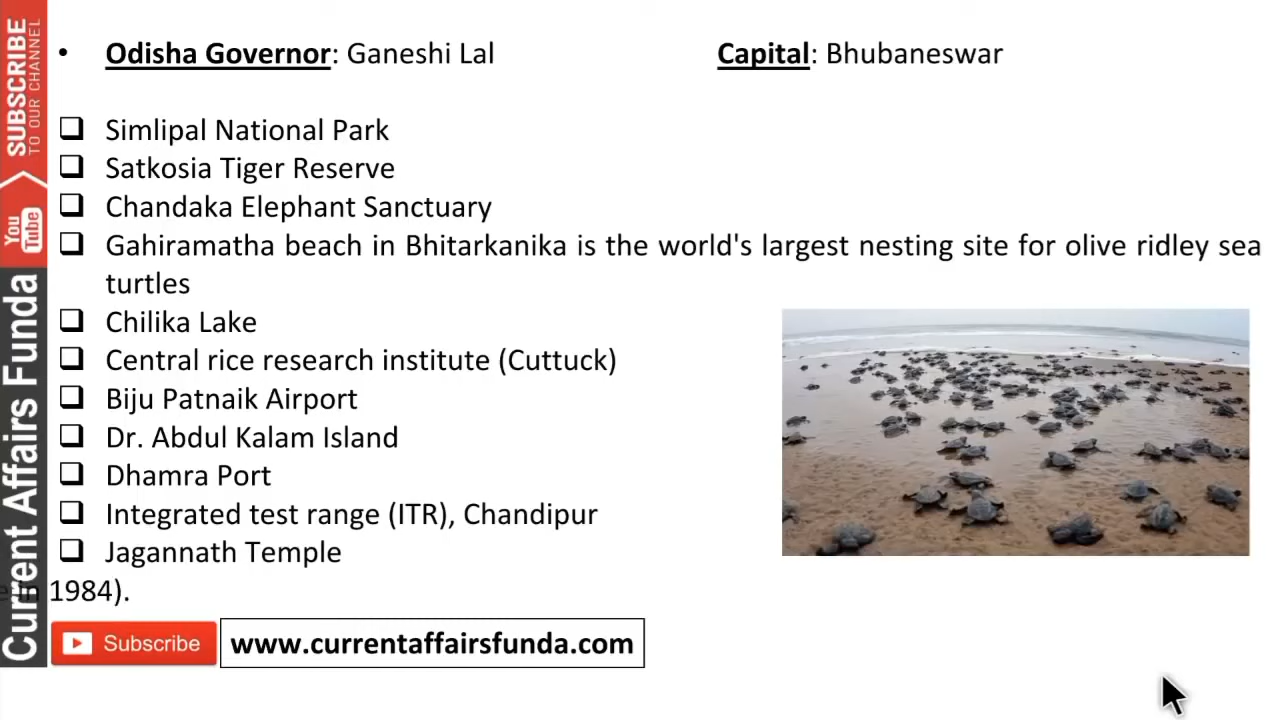 • Odisha Governor: Ganeshi Lal Capital: Bhubaneswar
❑ Simlipal National Park
❑ Satkosia Tiger Reserve
❑ Chandaka Elephant Sanctuary
❑ Gahiramatha beach in Bhitarkanika is the world's largest nesting site for olive ridley sea
turtles
❑ Chilika Lake
❑ Central rice research institute (Cuttuck)
❑ Biju Patnaik Airport
❑ Dr. Abdul Kalam Island
❑ Dhamra Port
❑ Integrated test range (ITR), Chandipur
❑ Jagannath Temple
in 1984).
Subscribe www.currentaffairsfunda.com
SUBSCRIBE
TO OUR CHANNEL
You Tube
Current Affairs Funda